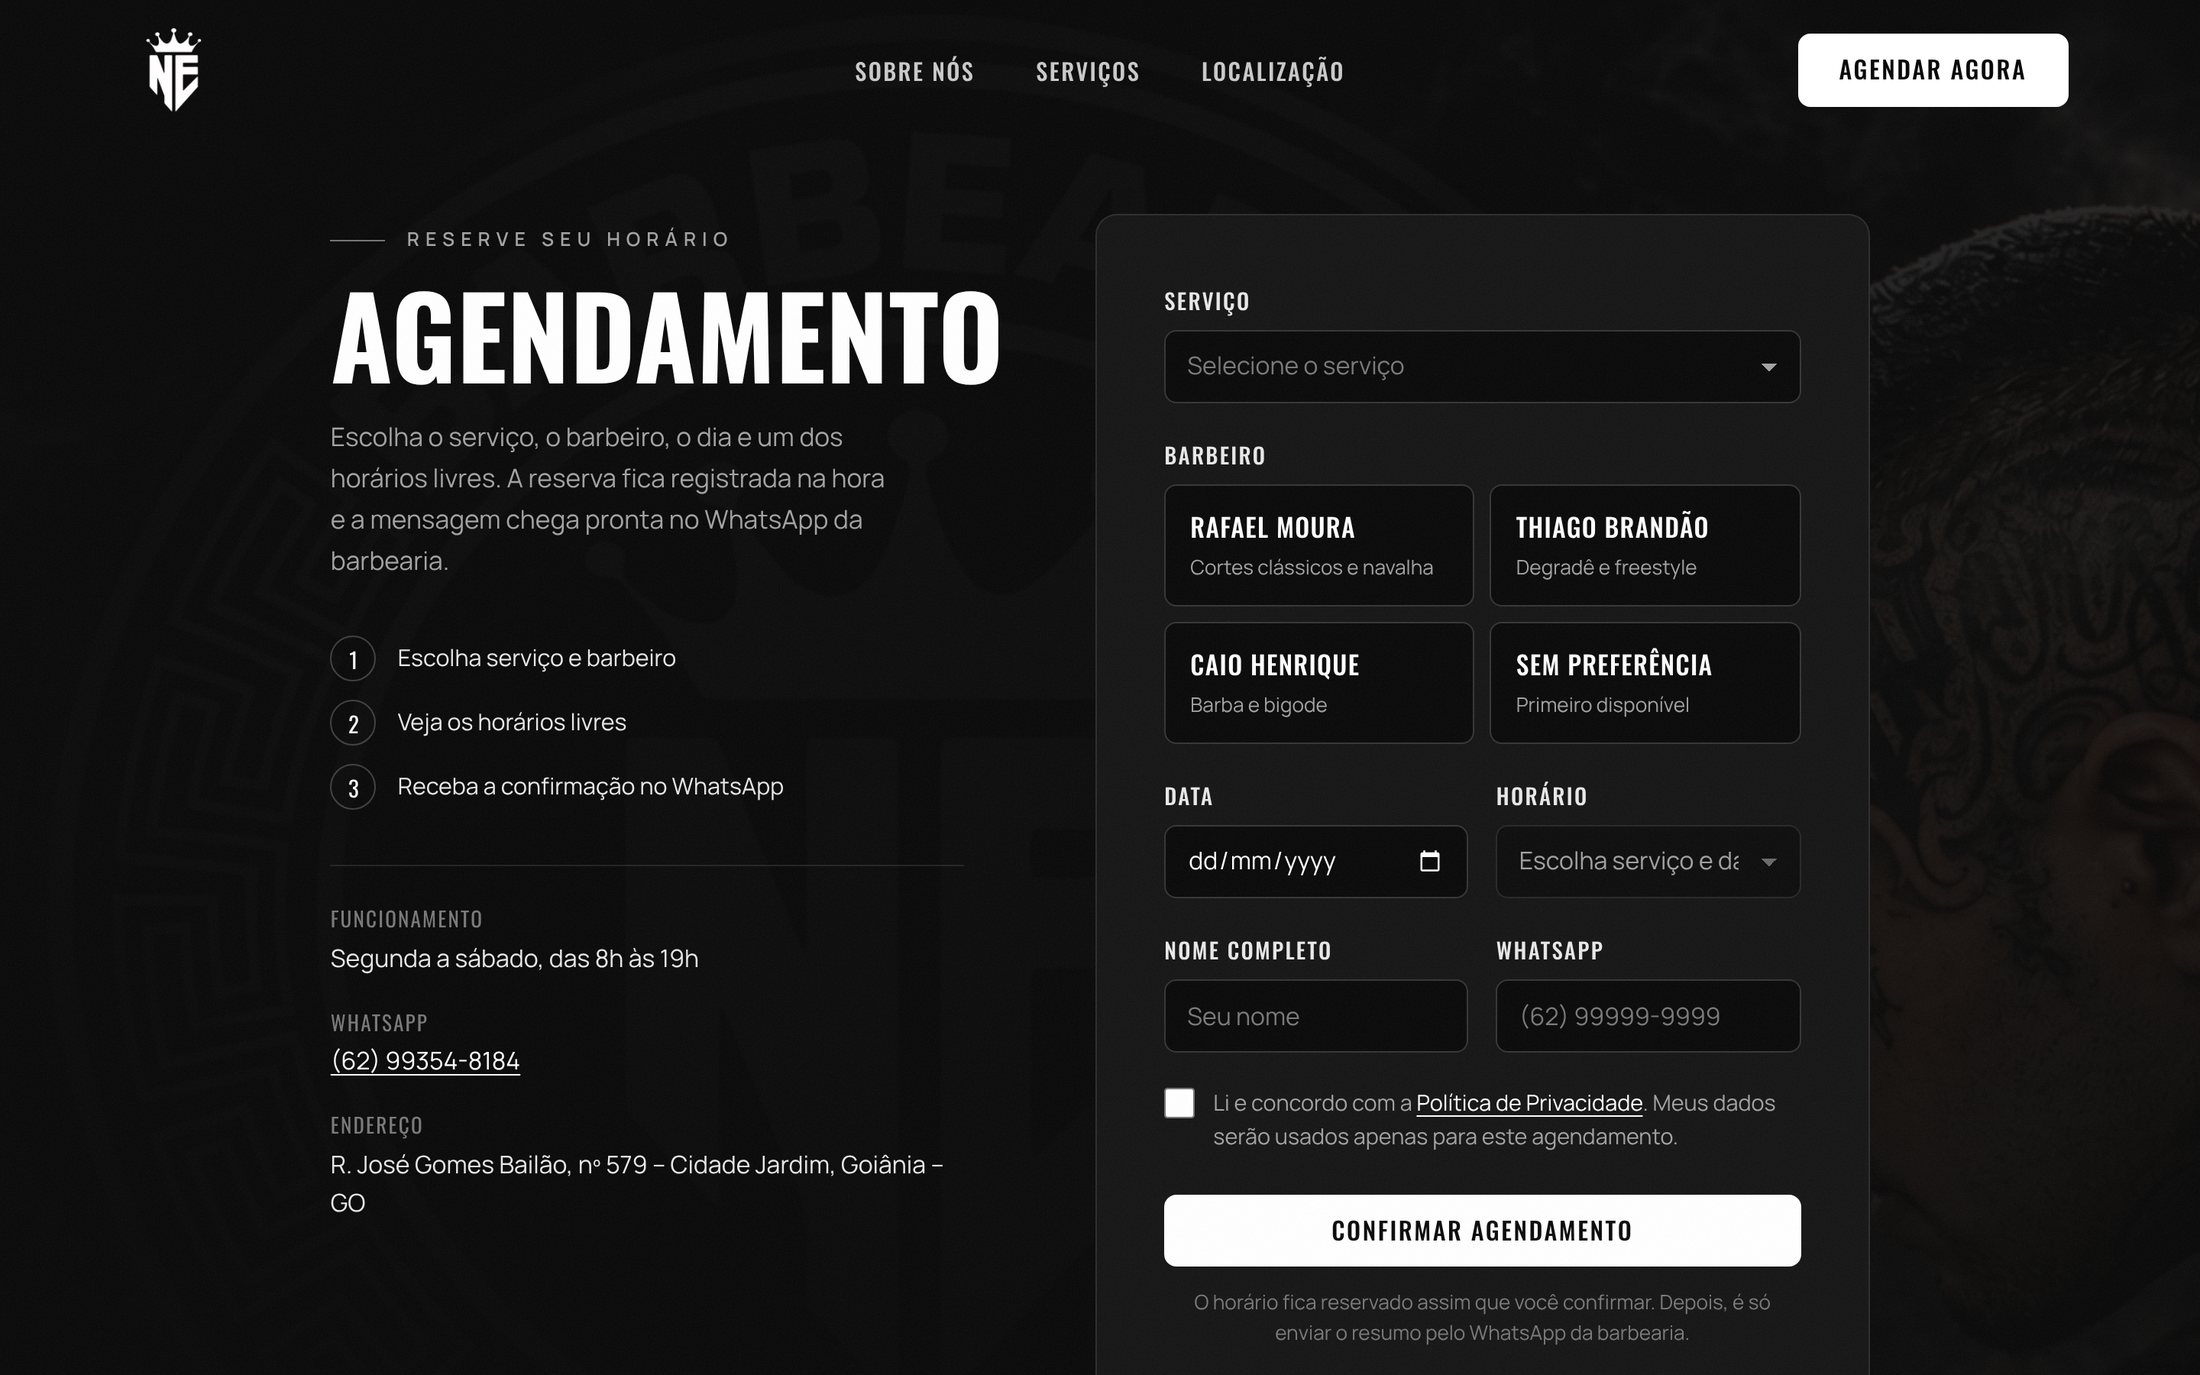 NE
SOBRE NÓS
SERVIÇOS
LOCALIZAÇÃO
AGENDAR AGORA
RESERVE SEU HORÁRIO
AGENDAMENTO
Escolha o serviço, o barbeiro, o dia e um dos
horários livres. A reserva fica registrada na hora
e a mensagem chega pronta no WhatsApp da
barbearia.
1 Escolha serviço e barbeiro
2 Veja os horários livres
3 Receba a confirmação no WhatsApp
FUNCIONAMENTO
Segunda a sábado, das 8h às 19h
WHATSAPP
(62) 99354-8184
ENDEREÇO
R. José Gomes Bailão, nº 579 – Cidade Jardim, Goiânia –
GO
SERVIÇO
Selecione o serviço
BARBEIRO
RAFAEL MOURA
Cortes clássicos e navalha
THIAGO BRANDÃO
Degradê e freestyle
CAIO HENRIQUE
Barba e bigode
SEM PREFERÊNCIA
Primeiro disponível
DATA
dd/mm/yyyy
HORÁRIO
Escolha serviço e da
NOME COMPLETO
Seu nome
WHATSAPP
(62) 99999-9999
Li e concordo com a Política de Privacidade. Meus dados
serão usados apenas para este agendamento.
CONFIRMAR AGENDAMENTO
O horário fica reservado assim que você confirmar. Depois, é só
enviar o resumo pelo WhatsApp da barbearia.